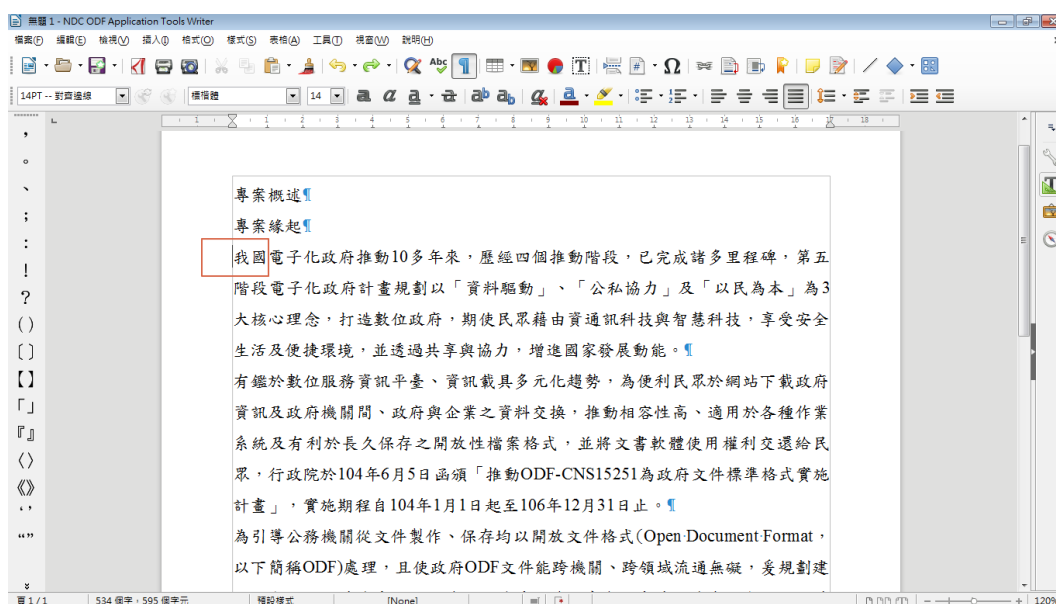 無題 1 - NDC ODF Application Tools Writer
檔案(F) 編輯(E) 檢視(V) 插入(I) 格式(O) 樣式(S) 表格(A) 工具(T) 視窗(W) 說明(H)
14PT -- 對齊邊線 標楷體 14
1 1 2 3 4 5 6 7 8 9 10 11 12 13 14 15 16 17 18
專案概述¶
專案緣起¶
我國電子化政府推動10多年來，歷經四個推動階段，已完成諸多里程碑，第五
階段電子化政府計畫規劃以「資料驅動」、「公私協力」及「以民為本」為3
大核心理念，打造數位政府，期使民眾藉由資通訊科技與智慧科技，享受安全
生活及便捷環境，並透過共享與協力，增進國家發展動能。¶
有鑑於數位服務資訊平臺、資訊載具多元化趨勢，為便利民眾於網站下載政府
資訊及政府機關間、政府與企業之資料交換，推動相容性高、適用於各種作業
系統及有利於長久保存之開放性檔案格式，並將文書軟體使用權利交還給民
眾，行政院於104年6月5日函頒「推動ODF-CNS15251為政府文件標準格式實施
計畫」，實施期程自104年1月1日起至106年12月31日止。¶
為引導公務機關從文件製作、保存均以開放文件格式(Open·Document·Format，
以下簡稱ODF)處理，且使政府ODF文件能跨機關、跨領域流通無礙，爰規劃建
頁 1 / 1 534 個字，595 個字元 預設樣式 [None] 120%